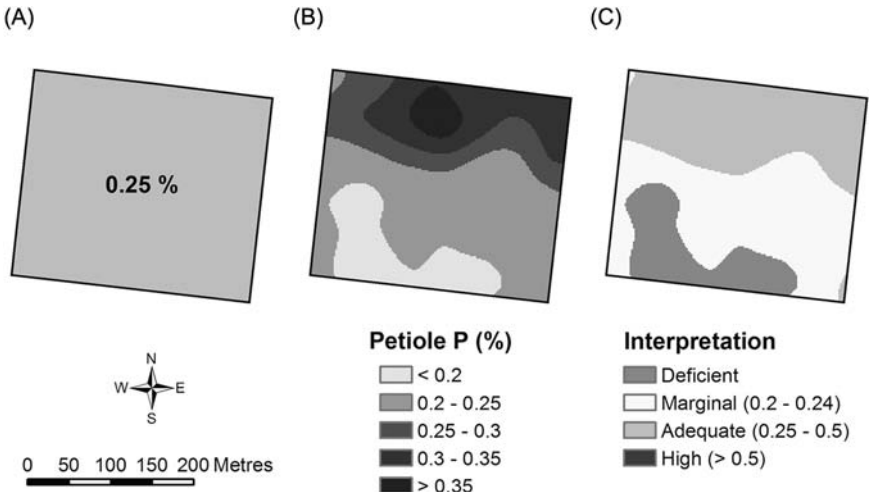 (A)
(B)
(C)
0.25 %
N
W E
S
0 50 100 150 200 Metres
Petiole P (%)
< 0.2
0.2 - 0.25
0.25 - 0.3
0.3 - 0.35
> 0.35
Interpretation
Deficient
Marginal (0.2 - 0.24)
Adequate (0.25 - 0.5)
High (> 0.5)